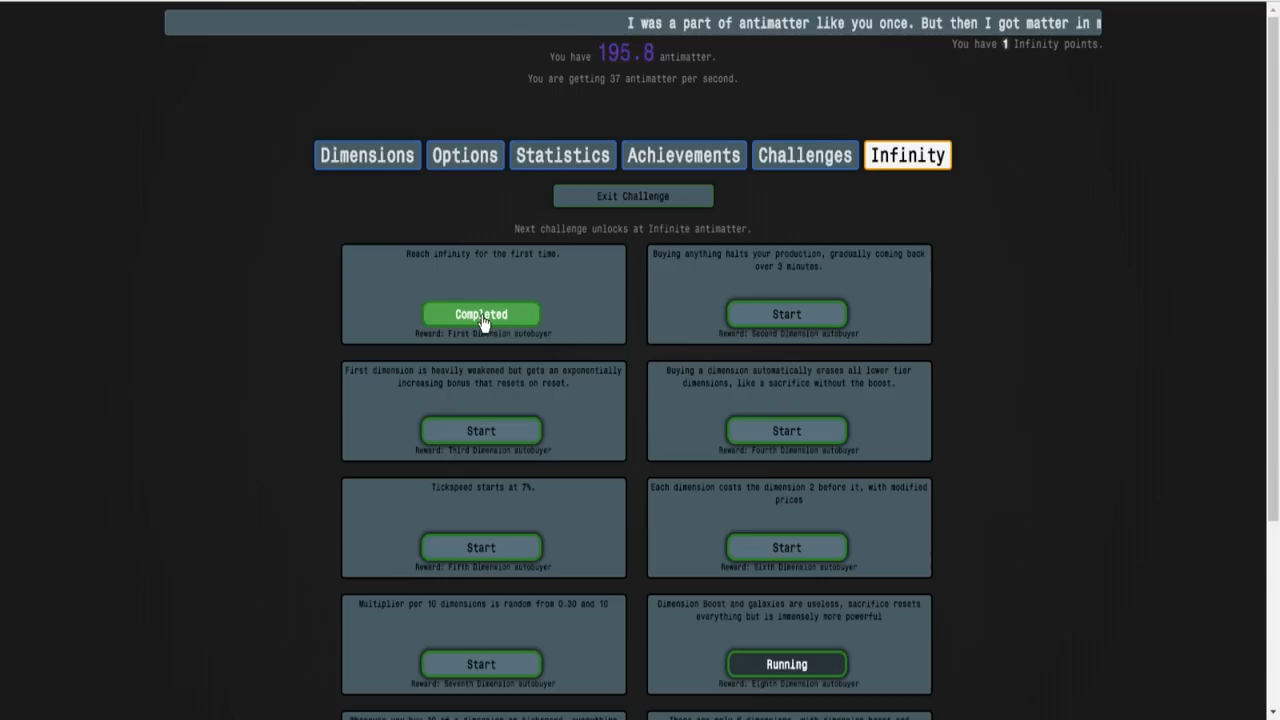 I was a part of antimatter like you once. But then I got matter in
You have 195.8 antimatter.
You have 1 Infinity points.
You are getting 37 antimatter per second.
Dimensions Options Statistics Achievements Challenges Infinity
Exit Challenge
Next challenge unlocks at Infinite antimatter.
Reach infinity for the first time.
Completed
Reward: First Dimension autobuyer
Buying anything halts your production, gradually coming back
over 3 minutes.
Start
Reward: Second Dimension autobuyer
First dimension is heavily weakened but gets an exponentially
increasing bonus that resets on reset.
Start
Reward: Third Dimension autobuyer
Buying a dimension automatically erases all lower tier
dimensions, like a sacrifice without the boost.
Start
Reward: Fourth Dimension autobuyer
Tickspeed starts at 7%.
Start
Reward: Fifth Dimension autobuyer
Each dimension costs the dimension 2 before it, with modified
prices
Start
Reward: Sixth Dimension autobuyer
Multiplier per 10 dimensions is random from 0.30 and 10
Start
Reward: Seventh Dimension autobuyer
Dimension Boost and galaxies are useless, sacrifice resets
everything but is immensely more powerful
Running
Reward: Eighth Dimension autobuyer